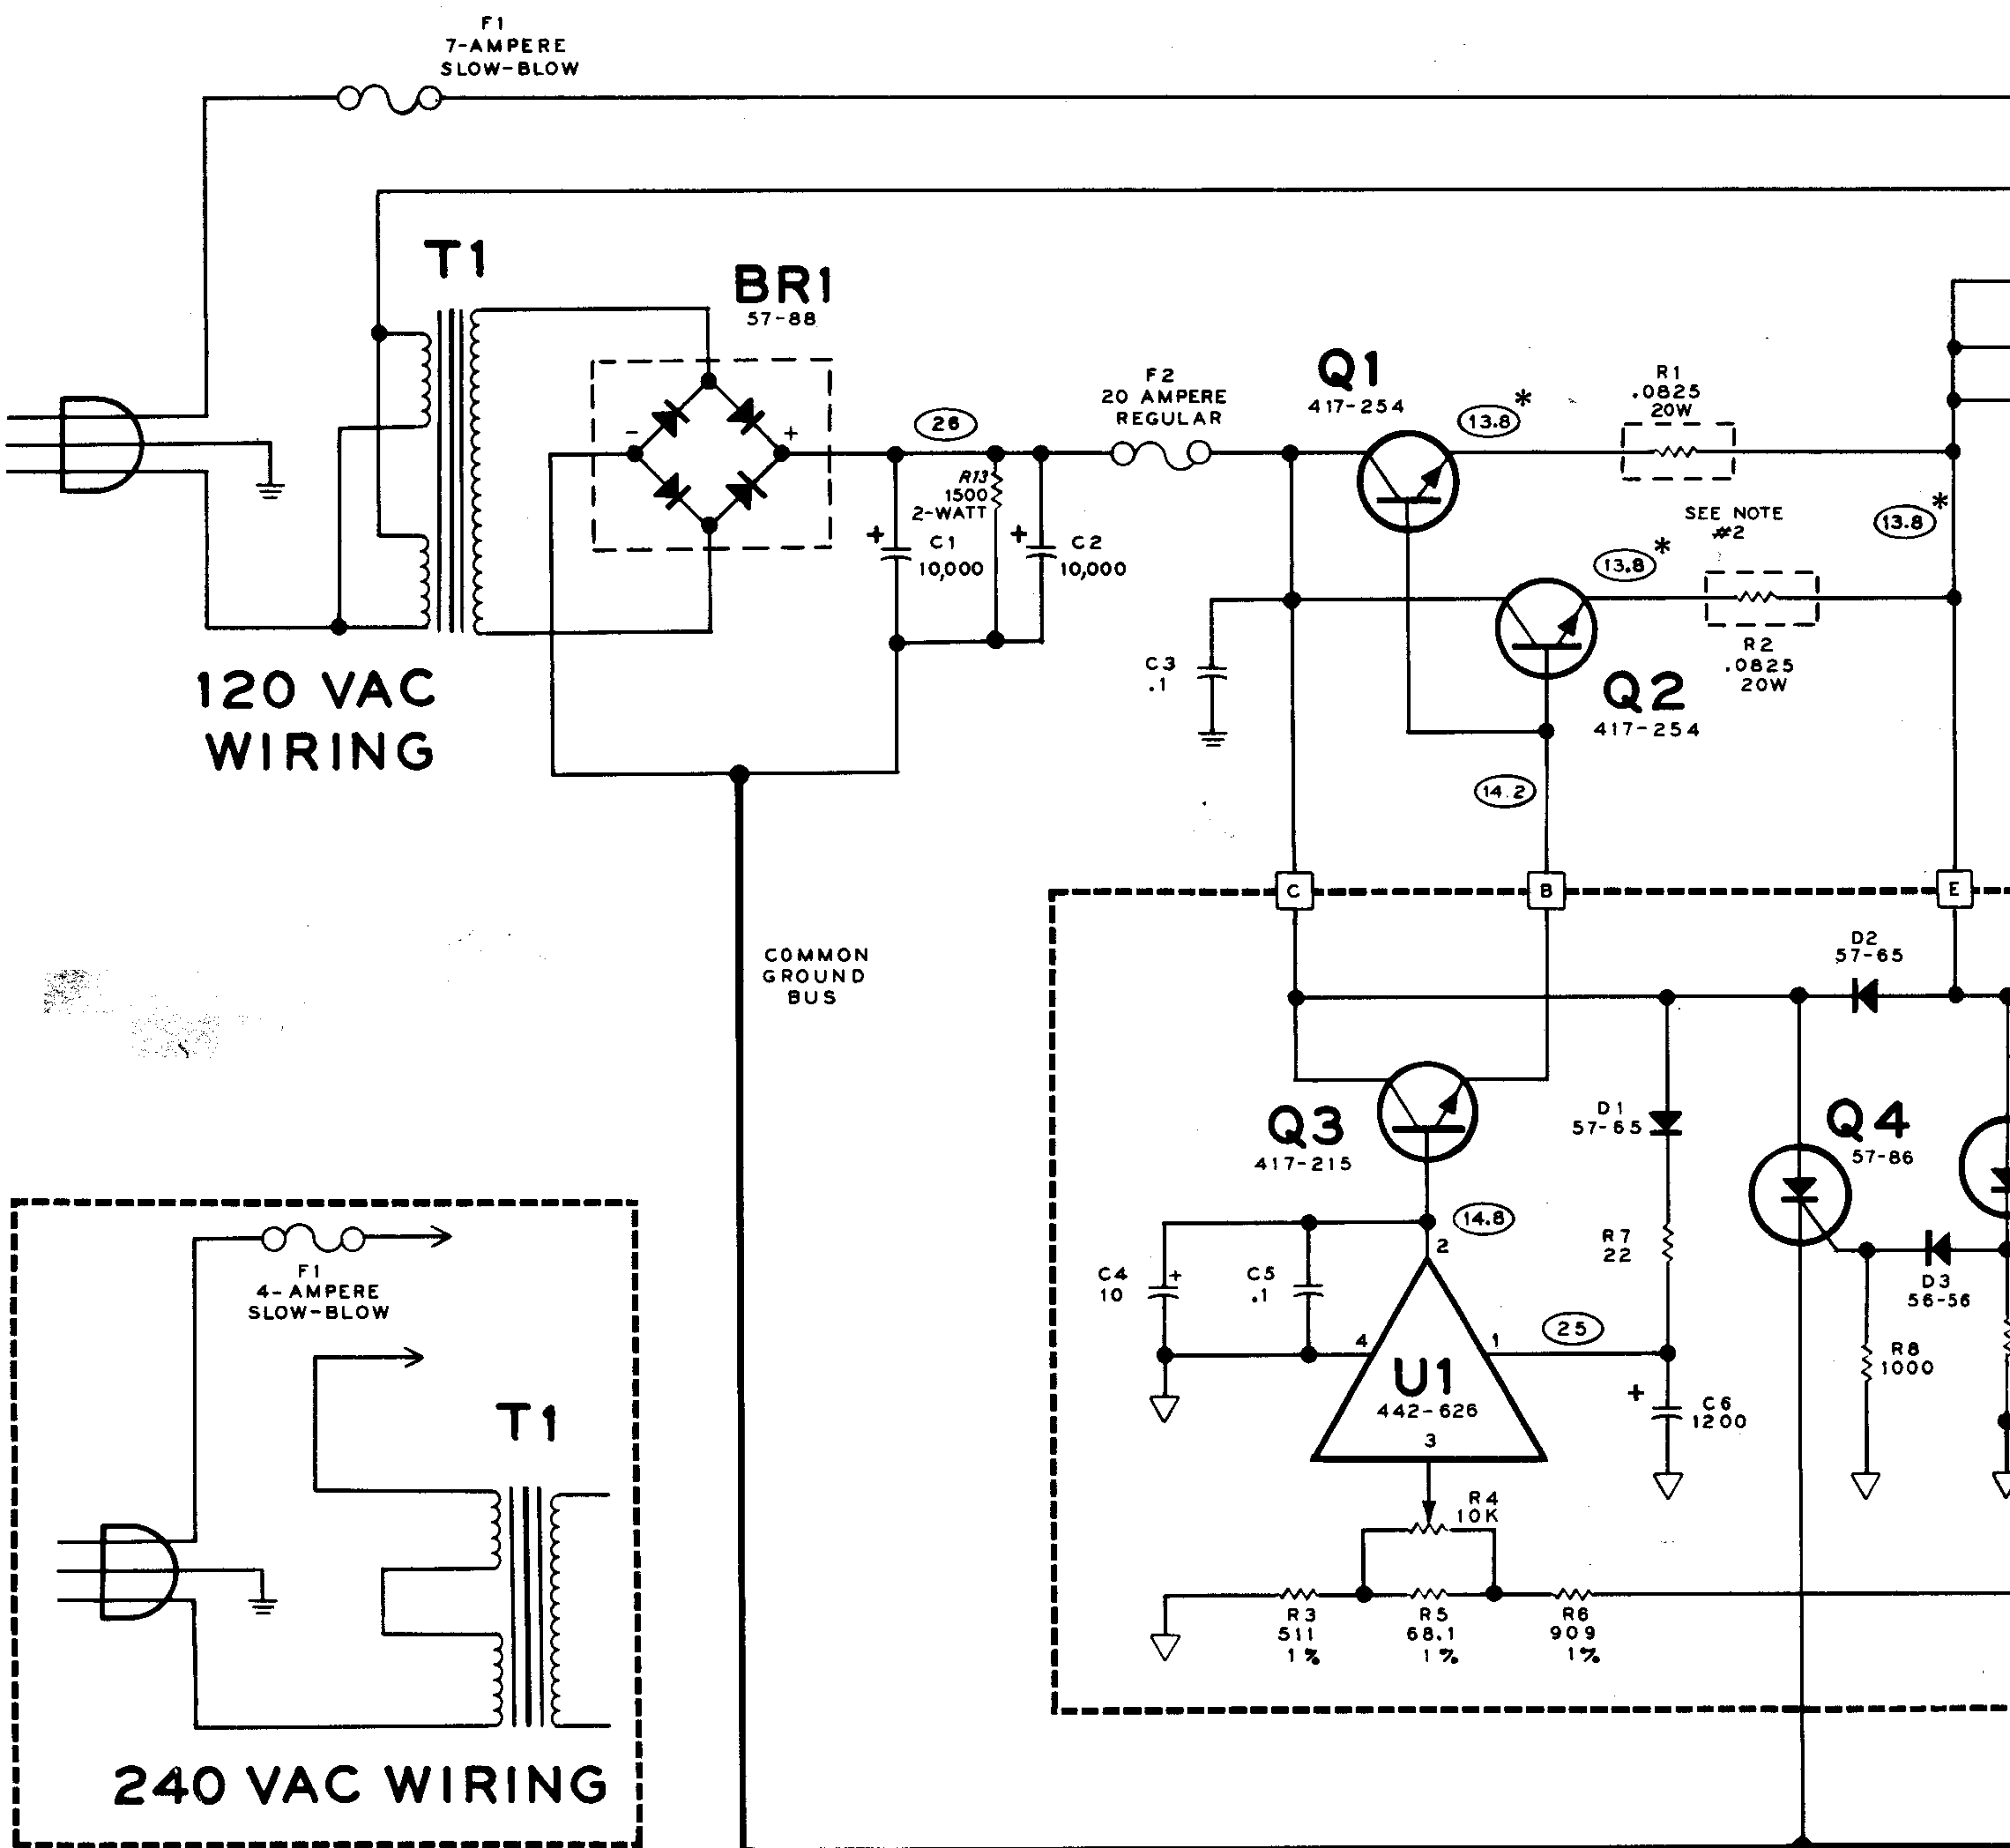 F1
7-AMPERE
SLOW-BLOW
T1
BR1
57-88
-
+
120 VAC
WIRING
26
R13
1500
2-WATT
+
C1
10,000
+
C2
10,000
F2
20 AMPERE
REGULAR
Q1
417-254
13.8*
R1
.0825
20W
SEE NOTE
#2
13.8*
13.8*
R2
.0825
20W
C3
.1
Q2
417-254
14.2
C
B
E
COMMON
GROUND
BUS
D2
57-65
Q3
417-215
D1
57-65
Q4
57-86
14.8
2
R7
22
C4
10
+
C5
.1
4
1
25
U1
442-626
3
D3
56-56
R8
1000
+
C6
1200
R4
10K
R3
511
1%
R5
68.1
1%
R6
909
1%
F1
4-AMPERE
SLOW-BLOW
T1
240 VAC WIRING